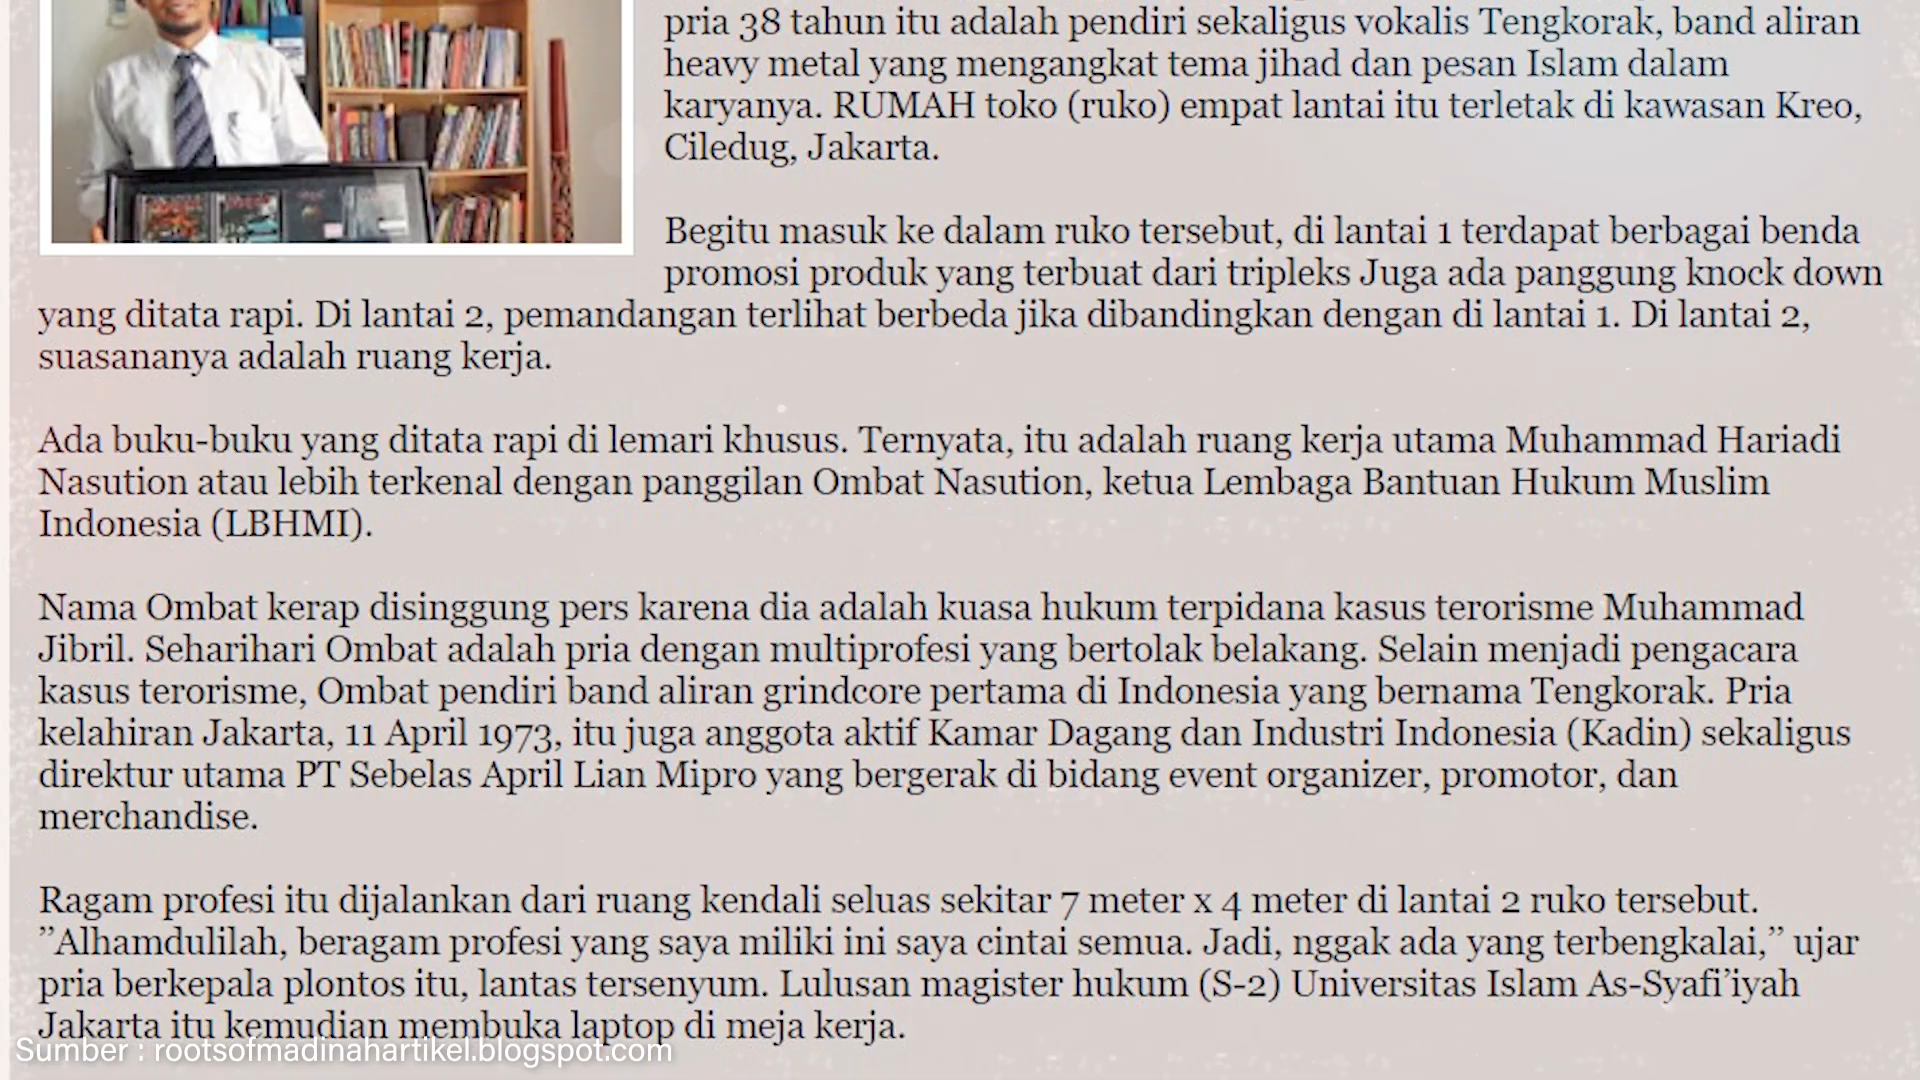 pria 38 tahun itu adalah pendiri sekaligus vokalis Tengkorak, band aliran
heavy metal yang mengangkat tema jihad dan pesan Islam dalam
karyanya. RUMAH toko (ruko) empat lantai itu terletak di kawasan Kreo,
Ciledug, Jakarta.
Begitu masuk ke dalam ruko tersebut, di lantai 1 terdapat berbagai benda
promosi produk yang terbuat dari tripleks Juga ada panggung knock down
yang ditata rapi. Di lantai 2, pemandangan terlihat berbeda jika dibandingkan dengan di lantai 1. Di lantai 2,
suasananya adalah ruang kerja.
Ada buku-buku yang ditata rapi di lemari khusus. Ternyata, itu adalah ruang kerja utama Muhammad Hariadi
Nasution atau lebih terkenal dengan panggilan Ombat Nasution, ketua Lembaga Bantuan Hukum Muslim
Indonesia (LBHMI).
Nama Ombat kerap disinggung pers karena dia adalah kuasa hukum terpidana kasus terorisme Muhammad
Jibril. Seharihari Ombat adalah pria dengan multiprofesi yang bertolak belakang. Selain menjadi pengacara
kasus terorisme, Ombat pendiri band aliran grindcore pertama di Indonesia yang bernama Tengkorak. Pria
kelahiran Jakarta, 11 April 1973, itu juga anggota aktif Kamar Dagang dan Industri Indonesia (Kadin) sekaligus
direktur utama PT Sebelas April Lian Mipro yang bergerak di bidang event organizer, promotor, dan
merchandise.
Ragam profesi itu dijalankan dari ruang kendali seluas sekitar 7 meter x 4 meter di lantai 2 ruko tersebut.
”Alhamdulilah, beragam profesi yang saya miliki ini saya cintai semua. Jadi, nggak ada yang terbengkalai,” ujar
pria berkepala plontos itu, lantas tersenyum. Lulusan magister hukum (S-2) Universitas Islam As-Syafi’iyah
Jakarta itu kemudian membuka laptop di meja kerja.
Sumber : rootsofmadinahartikel.blogspot.com